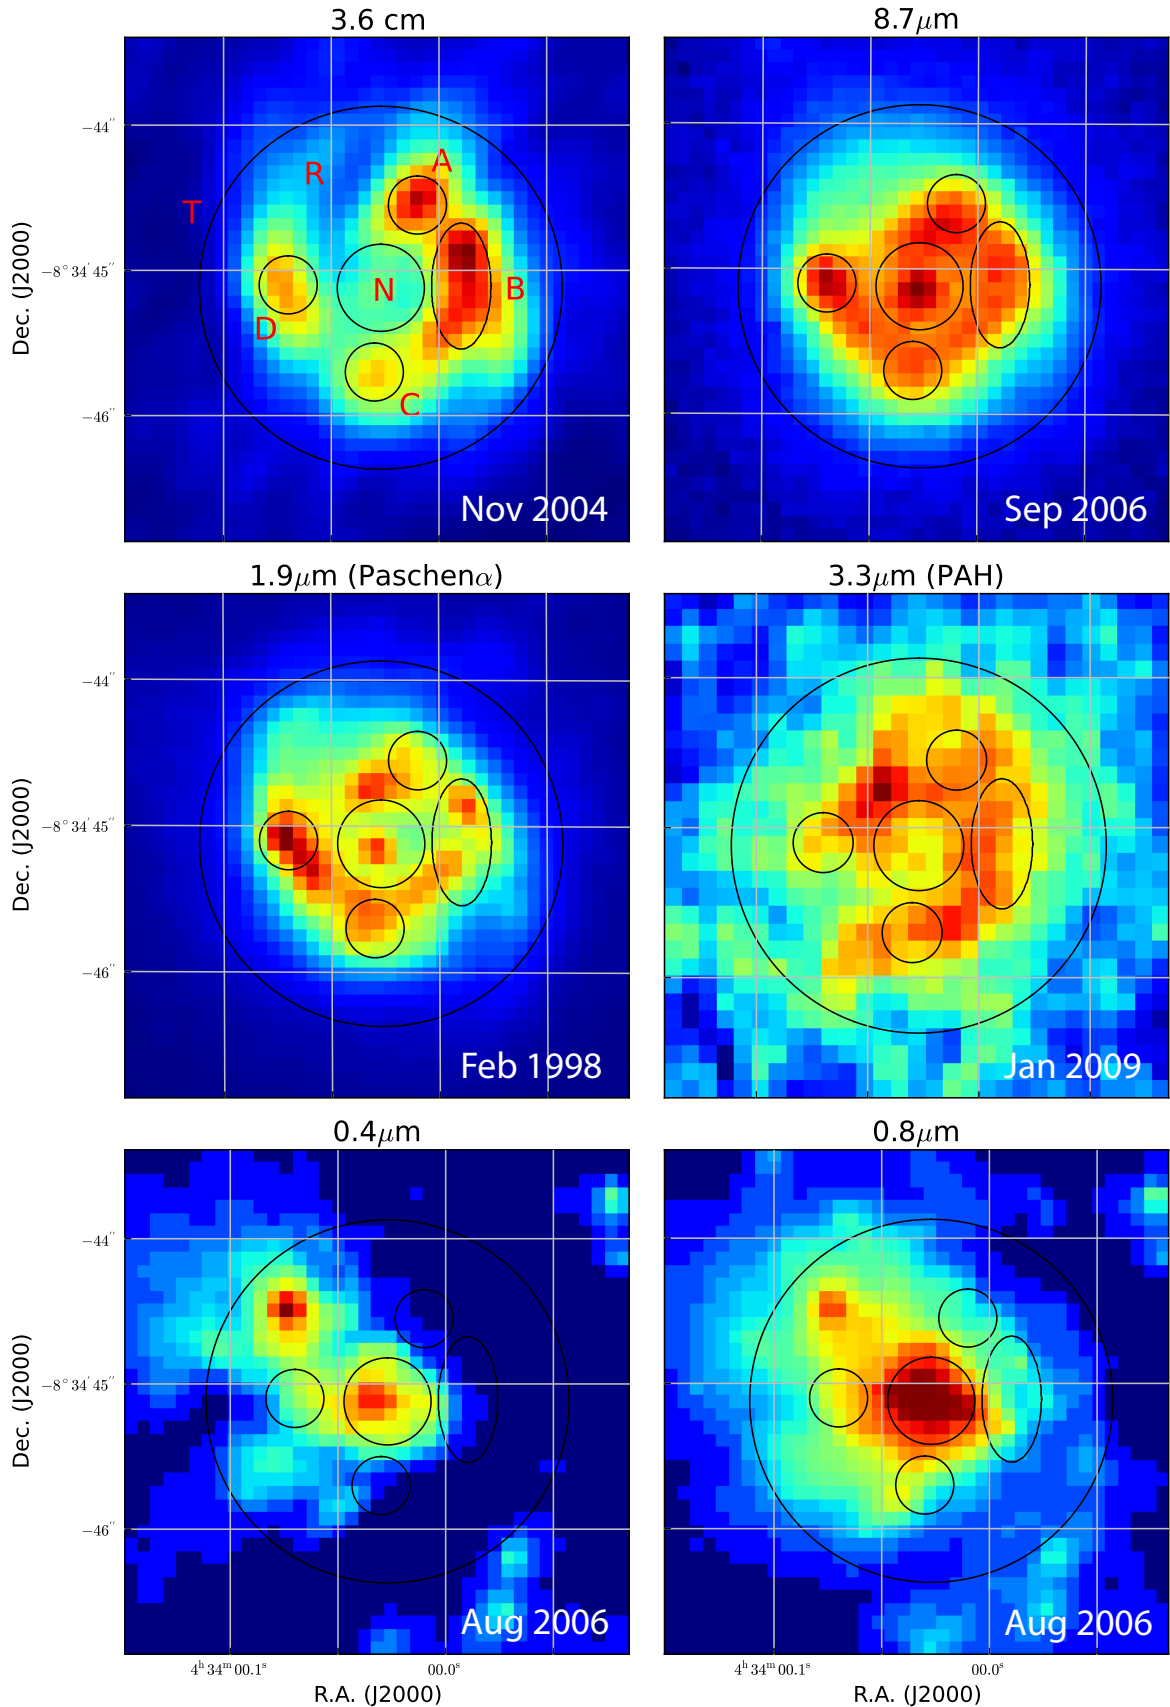 3.6 cm
8.7μm
−44″
−8° 34′ 45″
−46″
Dec. (J2000)
A
R
T
N
B
D
C
Nov 2004
Sep 2006
1.9μm (Paschenα)
3.3μm (PAH)
−44″
−8° 34′ 45″
−46″
Dec. (J2000)
Feb 1998
Jan 2009
0.4μm
0.8μm
−44″
−8° 34′ 45″
−46″
Dec. (J2000)
Aug 2006
Aug 2006
4ʰ 34ᵐ 00.1ˢ
00.0ˢ
4ʰ 34ᵐ 00.1ˢ
00.0ˢ
R.A. (J2000)
R.A. (J2000)